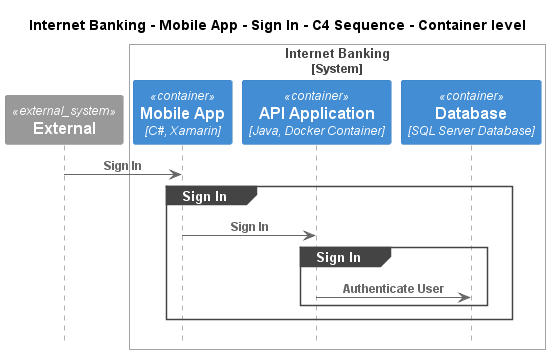 Internet Banking - Mobile App - Sign In - C4 Sequence - Container level
Internet Banking
[System]
«external_system»
External
«container»
Mobile App
[C#, Xamarin]
«container»
API Application
[Java, Docker Container]
«container»
Database
[SQL Server Database]
Sign In
Sign In
Sign In
Sign In
Authenticate User